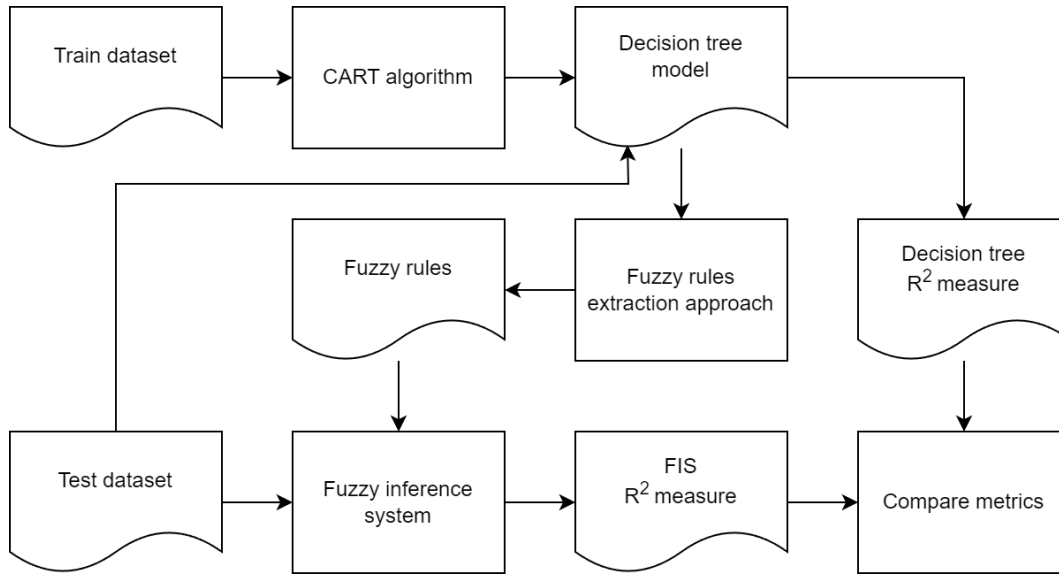 Train dataset
CART algorithm
Decision tree
model
Fuzzy rules
Fuzzy rules
extraction approach
Decision tree
R² measure
Test dataset
Fuzzy inference
system
FIS
R² measure
Compare metrics